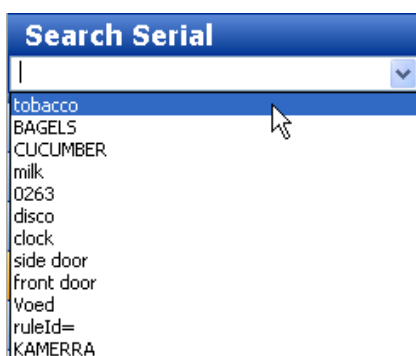 Search Serial
tobacco
BAGELS
CUCUMBER
milk
0263
disco
clock
side door
front door
Voed
ruleId=
KAMERRA